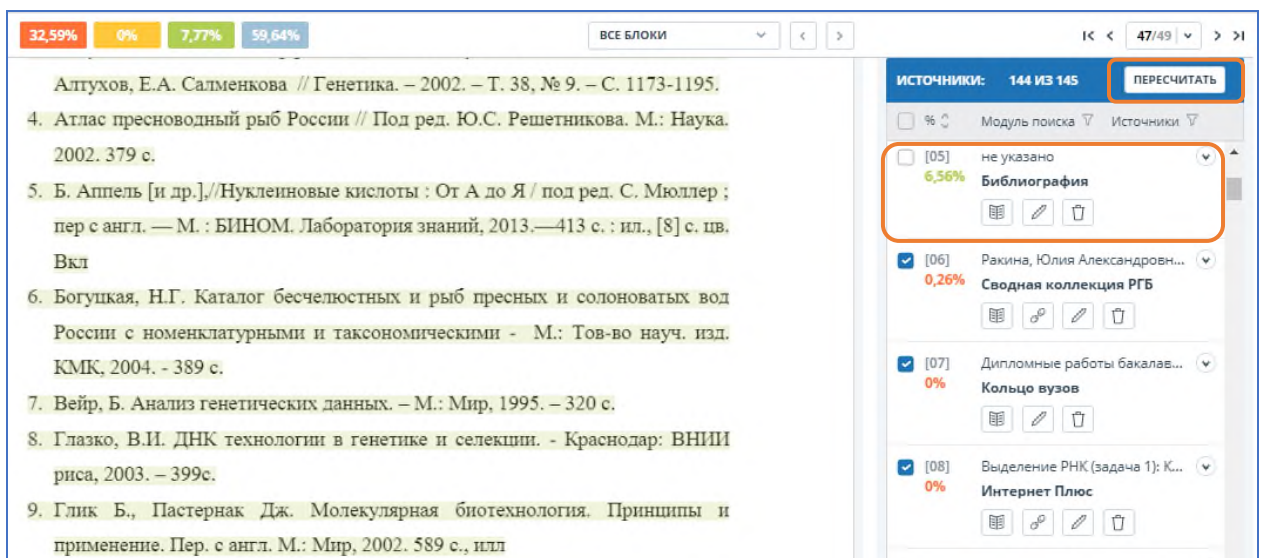 32,59% 0% 7,77% 59,64% ВСЕ БЛОКИ 47/49
Алтухов, Е.А. Салменкова // Генетика. – 2002. – Т. 38, № 9. – С. 1173-1195.
4. Атлас пресноводный рыб России // Под ред. Ю.С. Решетникова. М.: Наука.
2002. 379 с.
5. Б. Аппель [и др.],//Нуклеиновые кислоты : От А до Я / под ред. С. Мюллер ;
пер с англ. — М. : БИНОМ. Лаборатория знаний, 2013.—413 с. : ил., [8] с. цв.
Вкл
6. Богуцкая, Н.Г. Каталог бесчелюстных и рыб пресных и солоноватых вод
России с номенклатурными и таксономическими - М.: Тов-во науч. изд.
КМК, 2004. - 389 с.
7. Вейр, Б. Анализ генетических данных. – М.: Мир, 1995. – 320 с.
8. Глазко, В.И. ДНК технологии в генетике и селекции. - Краснодар: ВНИИ
риса, 2003. – 399с.
9. Глик Б., Пастернак Дж. Молекулярная биотехнология. Принципы и
применение. Пер. с англ. М.: Мир, 2002. 589 с., илл
ИСТОЧНИКИ: 144 ИЗ 145 ПЕРЕСЧИТАТЬ
% Модуль поиска Источники
[05] не указано
6,56% Библиография
[06] Ракина, Юлия Александровн...
0,26% Сводная коллекция РГБ
[07] Дипломные работы бакалав...
0% Кольцо вузов
[08] Выделение РНК (задача 1): К...
0% Интернет Плюс